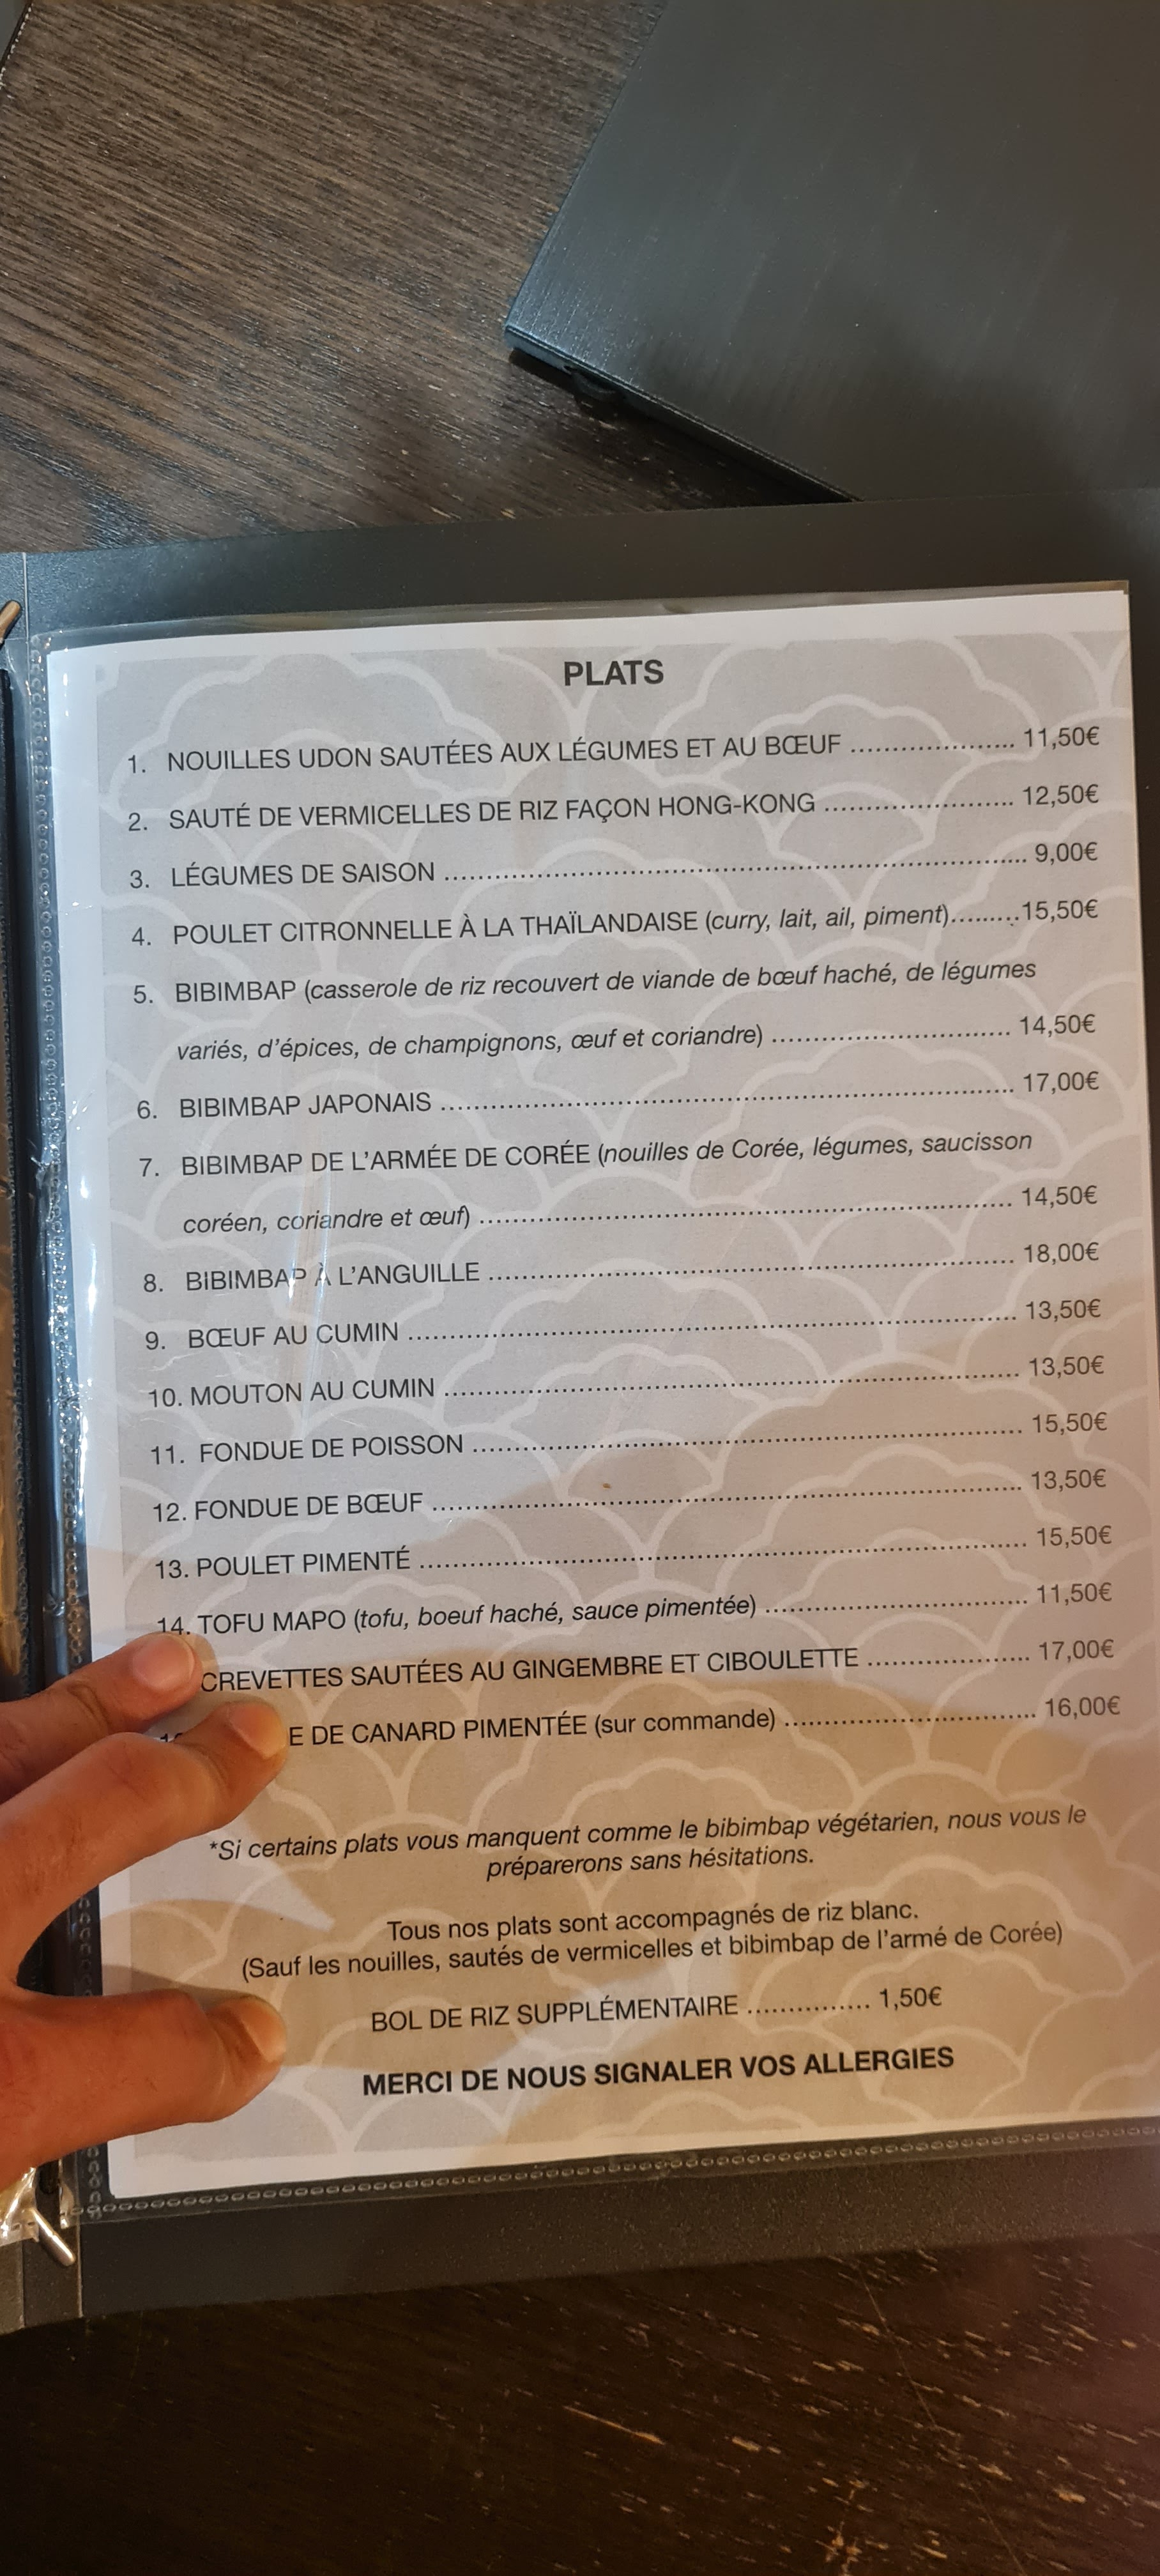 PLATS
1. NOUILLES UDON SAUTÉES AUX LÉGUMES ET AU BŒUF ..................... 11,50€
2. SAUTÉ DE VERMICELLES DE RIZ FAÇON HONG-KONG ........................ 12,50€
3. LÉGUMES DE SAISON .......................................................................... 9,00€
4. POULET CITRONNELLE À LA THAÏLANDAISE (curry, lait, ail, piment).........15,50€
5. BIBIMBAP (casserole de riz recouvert de viande de bœuf haché, de légumes
variés, d'épices, de champignons, œuf et coriandre) .............................. 14,50€
6. BIBIMBAP JAPONAIS ......................................................................... 17,00€
7. BIBIMBAP DE L'ARMÉE DE CORÉE (nouilles de Corée, légumes, saucisson
coréen, coriandre et œuf) .................................................................... 14,50€
8. BIBIMBAP À L'ANGUILLE ................................................................... 18,00€
9. BŒUF AU CUMIN .............................................................................. 13,50€
10. MOUTON AU CUMIN ......................................................................... 13,50€
11. FONDUE DE POISSON ...................................................................... 15,50€
12. FONDUE DE BŒUF ........................................................................... 13,50€
13. POULET PIMENTÉ ............................................................................ 15,50€
14. TOFU MAPO (tofu, boeuf haché, sauce pimentée) ................................. 11,50€
CREVETTES SAUTÉES AU GINGEMBRE ET CIBOULETTE .................... 17,00€
DE CANARD PIMENTÉE (sur commande) ................................ 16,00€
*Si certains plats vous manquent comme le bibimbap végétarien, nous vous le
préparerons sans hésitations.
Tous nos plats sont accompagnés de riz blanc.
(Sauf les nouilles, sautés de vermicelles et bibimbap de l'armé de Corée)
BOL DE RIZ SUPPLÉMENTAIRE ............... 1,50€
MERCI DE NOUS SIGNALER VOS ALLERGIES